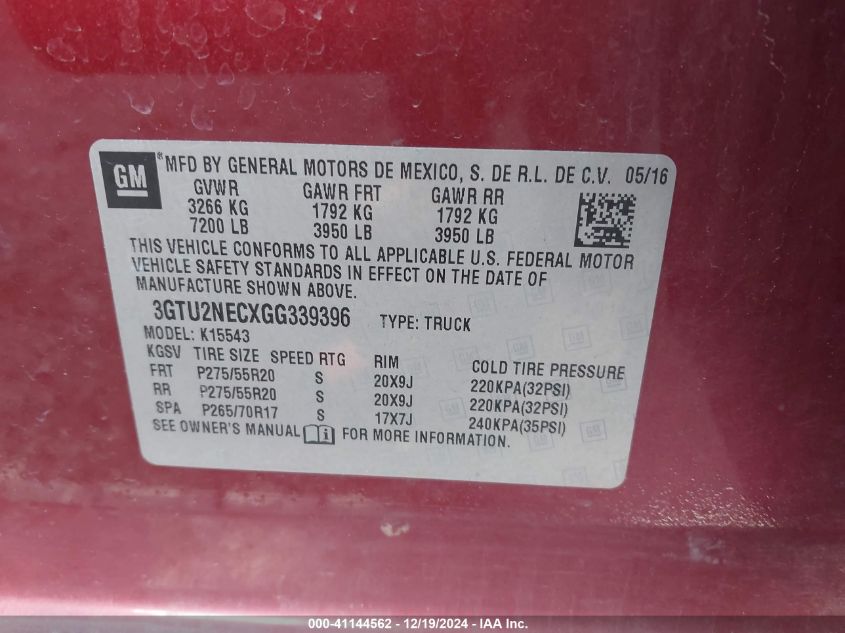 GM
MFD BY GENERAL MOTORS DE MEXICO, S. DE R.L. DE C.V. 05/16
GVWR GAWR FRT GAWR RR
3266 KG 1792 KG 1792 KG
7200 LB 3950 LB 3950 LB
THIS VEHICLE CONFORMS TO ALL APPLICABLE U.S. FEDERAL MOTOR
VEHICLE SAFETY STANDARDS IN EFFECT ON THE DATE OF
MANUFACTURE SHOWN ABOVE.
3GTU2NECXGG339396 TYPE: TRUCK
MODEL: K15543
KGSV TIRE SIZE SPEED RTG RIM COLD TIRE PRESSURE
FRT P275/55R20 S 20X9J 220KPA(32PSI)
RR P275/55R20 S 20X9J 220KPA(32PSI)
SPA P265/70R17 S 17X7J 240KPA(35PSI)
SEE OWNER'S MANUAL FOR MORE INFORMATION.
000-41144562 - 12/19/2024 - IAA Inc.